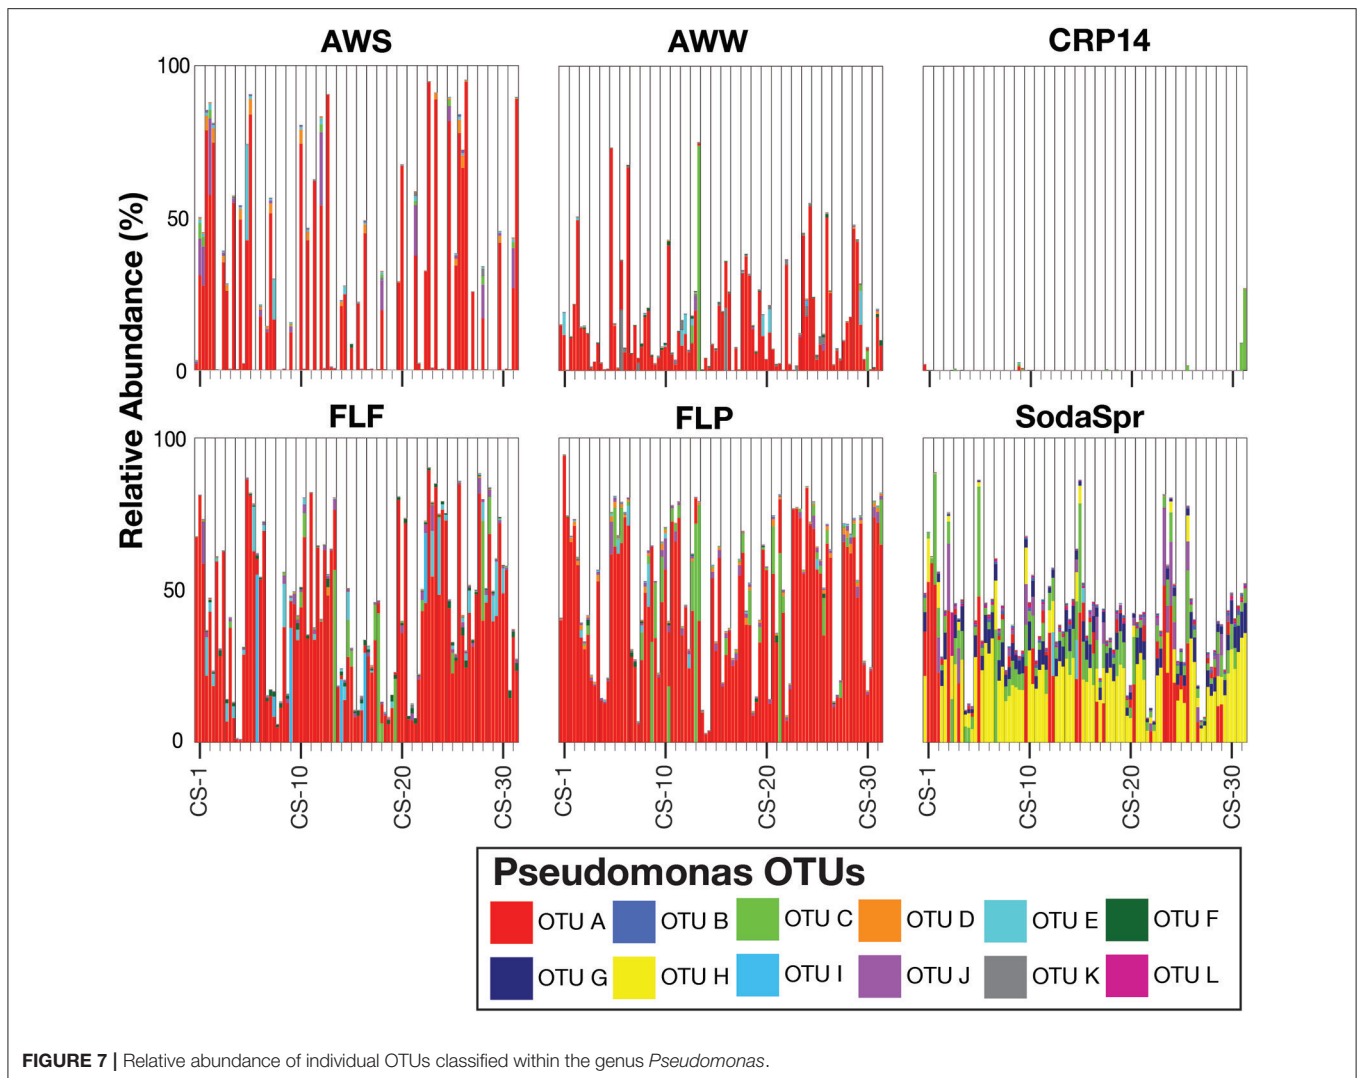 AWS AWW CRP14
100
50
0
Relative Abundance (%)
FLF FLP SodaSpr
100
50
0
Relative Abundance (%)
CS-1 CS-10 CS-20 CS-30 CS-1 CS-10 CS-20 CS-30 CS-1 CS-10 CS-20 CS-30
Pseudomonas OTUs
OTU A OTU B OTU C OTU D OTU E OTU F
OTU G OTU H OTU I OTU J OTU K OTU L
FIGURE 7 | Relative abundance of individual OTUs classified within the genus Pseudomonas.